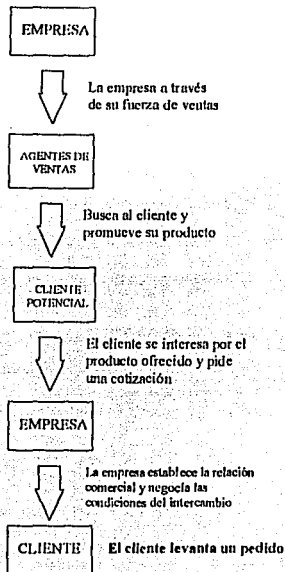 EMPRESA
La empresa a través
de su fuerza de ventas
AGENTES DE
VENTAS
Busca al cliente y
promueve su producto
CLIENTE
POTENCIAL
El cliente se interesa por el
producto ofrecido y pide
una cotización
EMPRESA
La empresa establece la relación
comercial y negocía las
condiciones del intercambio
CLIENTE El cliente levanta un pedido